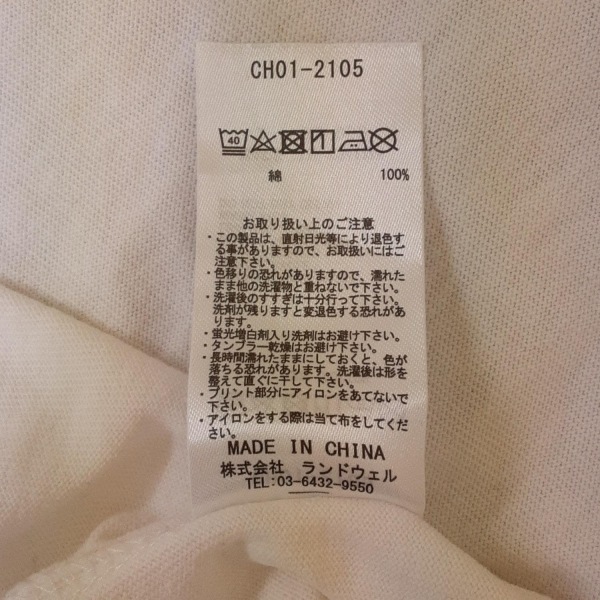 CH01-2105
40
綿 100%
お取り扱い上のご注意
・この製品は、直射日光等により退色す
る事がありますので、お取扱いにはご
注意下さい。
・色移りの恐れがありますので、濡れた
まま他の洗濯物と重ねないで下さい。
・洗濯後のすすぎは十分行って下さい。
洗剤が残りますと変退色する恐れがあ
ります。
・蛍光増白剤入り洗剤はお避け下さい。
・タンブラー乾燥はお避け下さい。
・長時間濡れたままにしておくと、色が
落ちる恐れがあります。洗濯後は形を
整えて直ぐに干して下さい。
・プリント部分にアイロンをあてないで
下さい。
・アイロンをする際は当て布をしてくだ
さい。
MADE IN CHINA
株式会社 ランドウェル
TEL:03-6432-9550